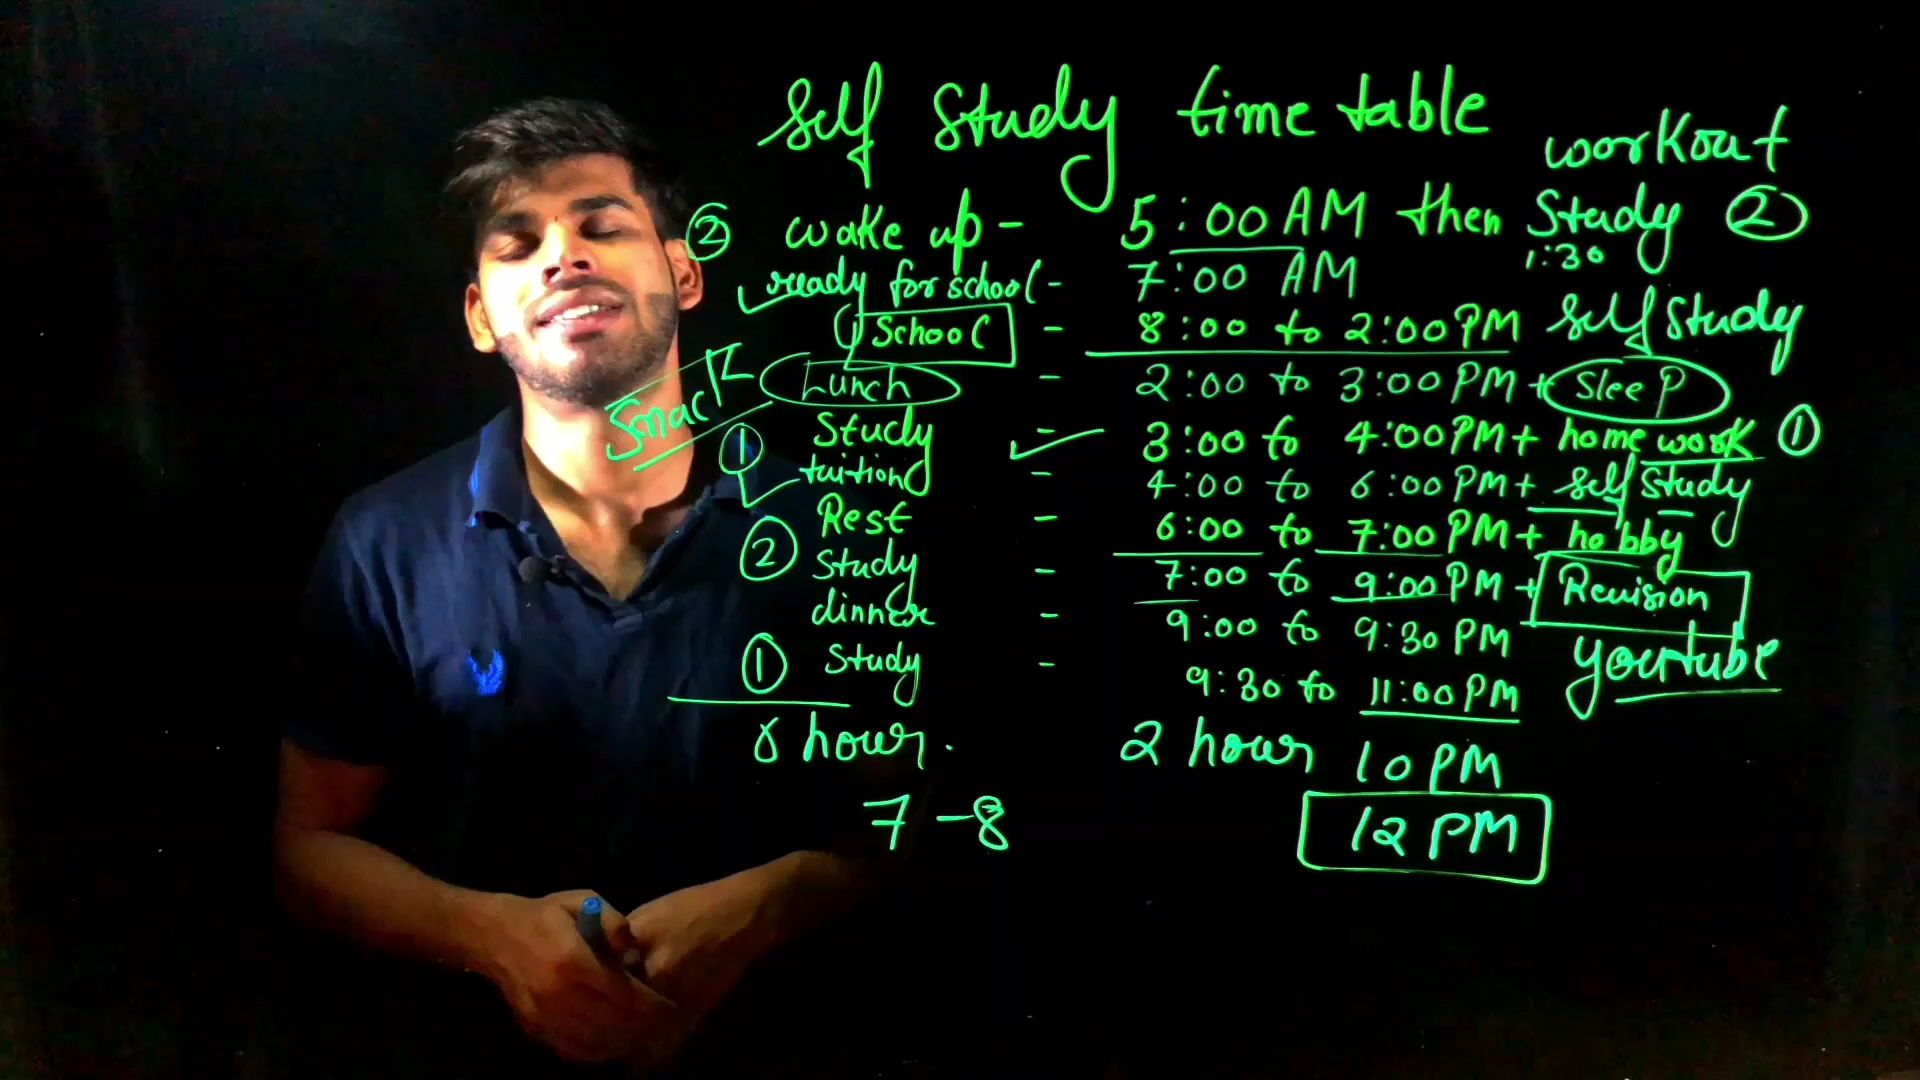 Self Study time table
workout
② wake up - 5:00 AM then Study ②
1:30
ready for school - 7:00 AM
School - 8:00 to 2:00 PM Self Study
Lunch - 2:00 to 3:00 PM + Sleep
Study - 3:00 to 4:00 PM + home work ①
① tuition - 4:00 to 6:00 PM + self study
Rest - 6:00 to 7:00 PM + hobby
② Study - 7:00 to 9:00 PM + Revision
dinner - 9:00 to 9:30 PM
① Study - 9:30 to 11:00 PM youtube
hour. 2 hour 10 PM
7-8 12 PM